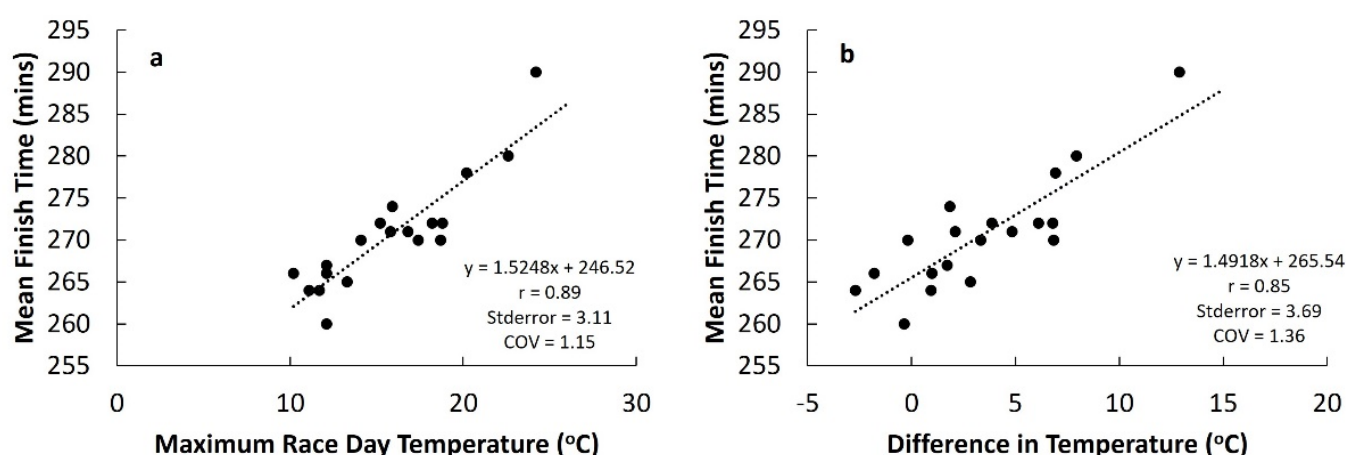 a
Mean Finish Time (mins)
295
290
285
280
275
270
265
260
255
y = 1.5248x + 246.52
r = 0.89
Stderror = 3.11
COV = 1.15
0
10
20
30
Maximum Race Day Temperature (°C)
b
Mean Finish Time (mins)
295
290
285
280
275
270
265
260
255
y = 1.4918x + 265.54
r = 0.85
Stderror = 3.69
COV = 1.36
-5
0
5
10
15
20
Difference in Temperature (°C)